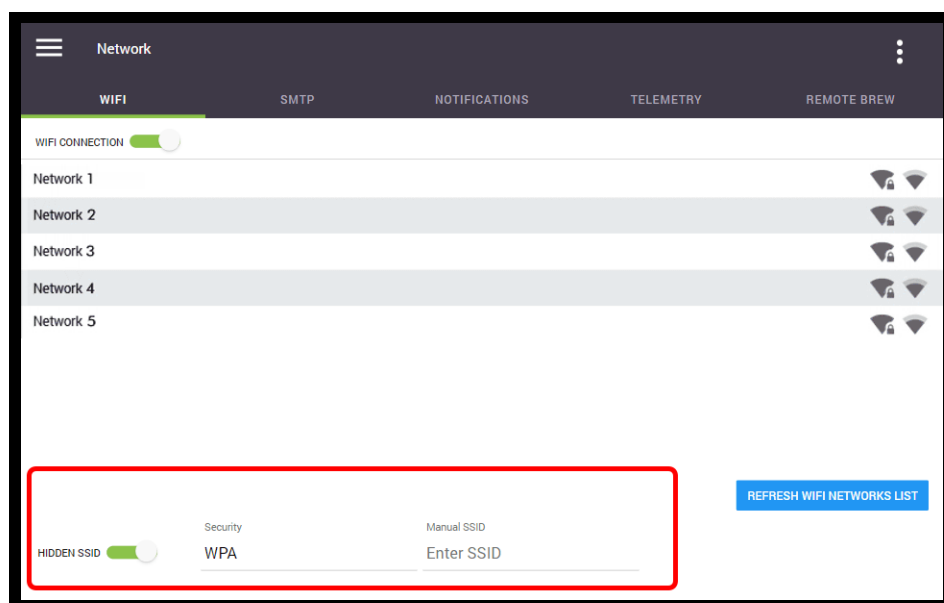 Network
WIFI SMTP NOTIFICATIONS TELEMETRY REMOTE BREW
WIFI CONNECTION
Network 1
Network 2
Network 3
Network 4
Network 5
REFRESH WIFI NETWORKS LIST
Security Manual SSID
HIDDEN SSID WPA Enter SSID